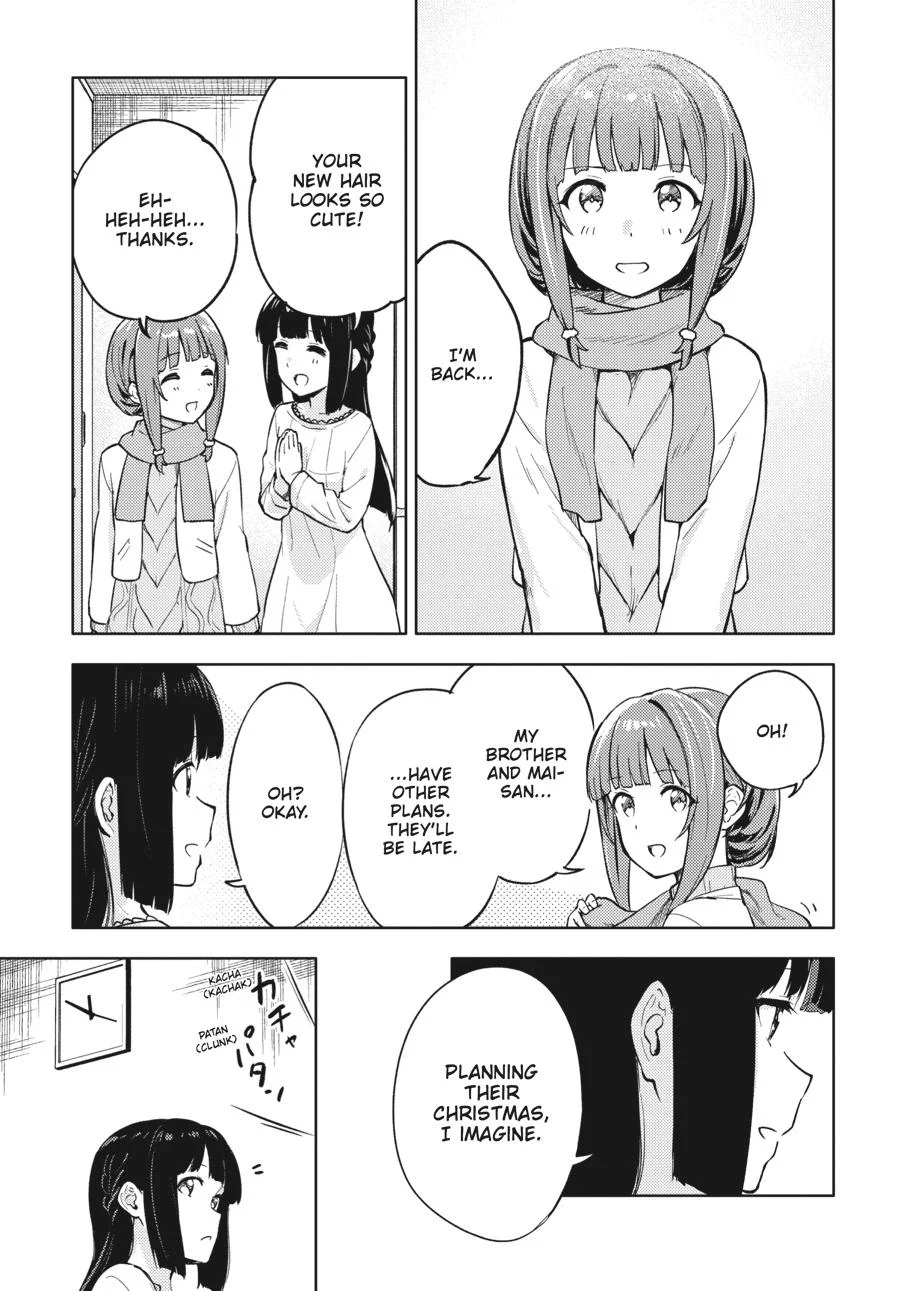 I'M
BACK...
YOUR
NEW HAIR
LOOKS SO
CUTE!
EH-
HEH-HEH...
THANKS.
OH!
MY
BROTHER
AND MAI-
SAN...
...HAVE
OTHER
PLANS.
THEY'LL
BE LATE.
OH?
OKAY.
PLANNING
THEIR
CHRISTMAS,
I IMAGINE.
KACHA
(KACHAK)
カチャ
PATAN
(CLUNK)
パタン